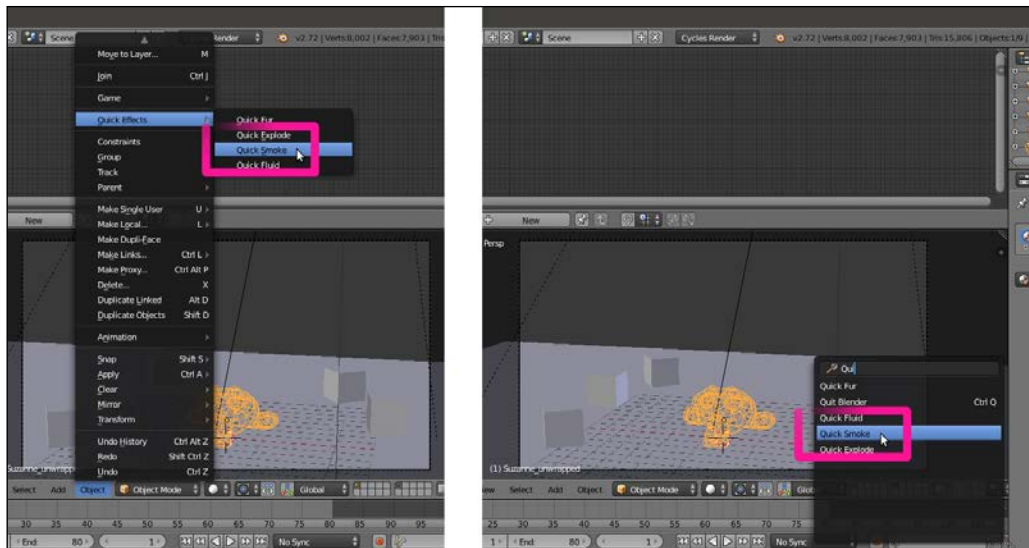 Scene
Render
v2.72 | Verts:8,002 | Faces:7,903 | Tris
Move to Layer... M
Join Ctrl J
Game
Quick Effects
Quick Fur
Quick Explode
Quick Smoke
Quick Fluid
Constraints
Group
Track
Parent
Make Single User U
Make Local... L
Make Dupli-Face
Make Links... Ctrl L
Make Proxy... Ctrl Alt P
Delete... X
Duplicate Linked Alt D
Duplicate Objects Shift D
Animation
Snap Shift S
Apply Ctrl A
Clear
Mirror
Transform
Undo History Ctrl Alt Z
Redo Shift Ctrl Z
Undo Ctrl Z
New
Suzanne_unwrapped
Select Add Object Object Mode Global
30 35 40 45 50 55 60 65 70 75 80 85 90 95
End: 80 1 No Sync
Scene
Cycles Render
v2.72 | Verts:8,002 | Faces:7,903 | Tris:15,806 | Objects:1/9 |
New
Persp
Qui
Quick Fur
Quit Blender Ctrl Q
Quick Fluid
Quick Smoke
Quick Explode
(1) Suzanne_unwrapped
ew Select Add Object Object Mode Glob
25 30 35 40 45 50 55 60 65 70 75
1 End: 80 1 No Sync